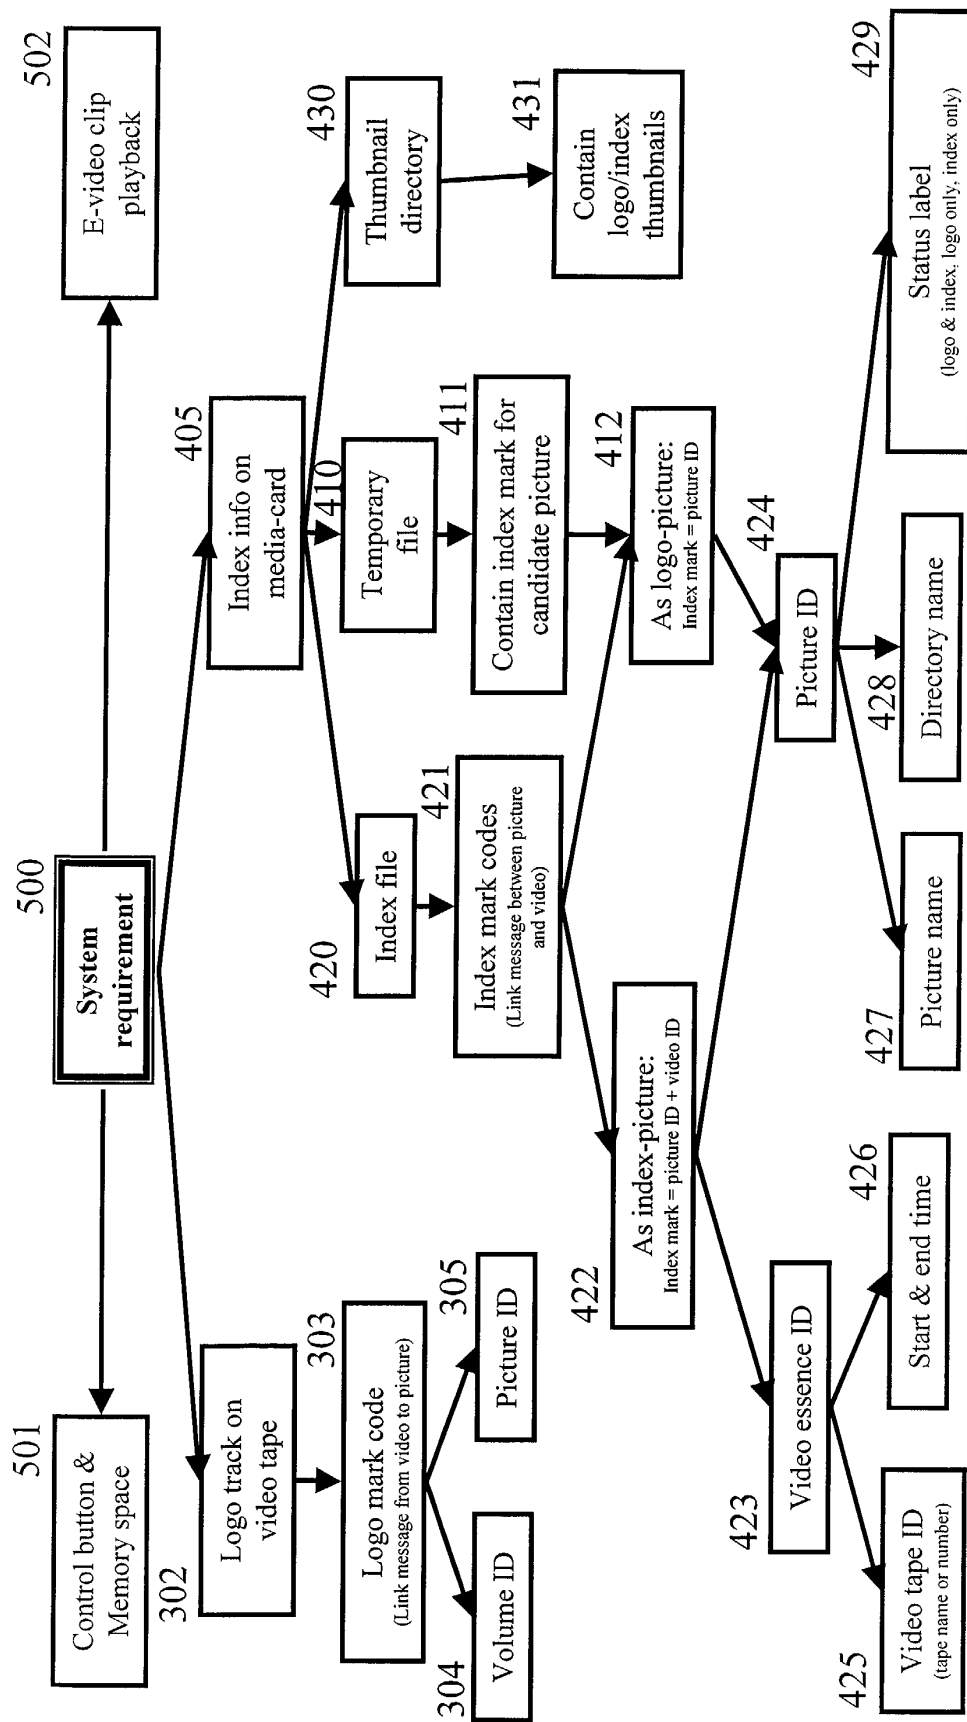 500
System
requirement
501
Control button &
Memory space
502
E-video clip
playback
302
Logo track on
video tape
405
Index info on
media-card
303
Logo mark code
(Link message from video to picture)
420
Index file
410
Temporary
file
430
Thumbnail
directory
304
Volume ID
305
Picture ID
421
Index mark codes
(Link message between picture
and video)
411
Contain index mark for
candidate picture
431
Contain
logo/index
thumbnails
422
As index-picture:
Index mark = picture ID + video ID
412
As logo-picture:
Index mark = picture ID
423
Video essence ID
424
Picture ID
425
Video tape ID
(tape name or number)
426
Start & end time
427
Picture name
428
Directory name
429
Status label
(logo & index, logo only, index only)